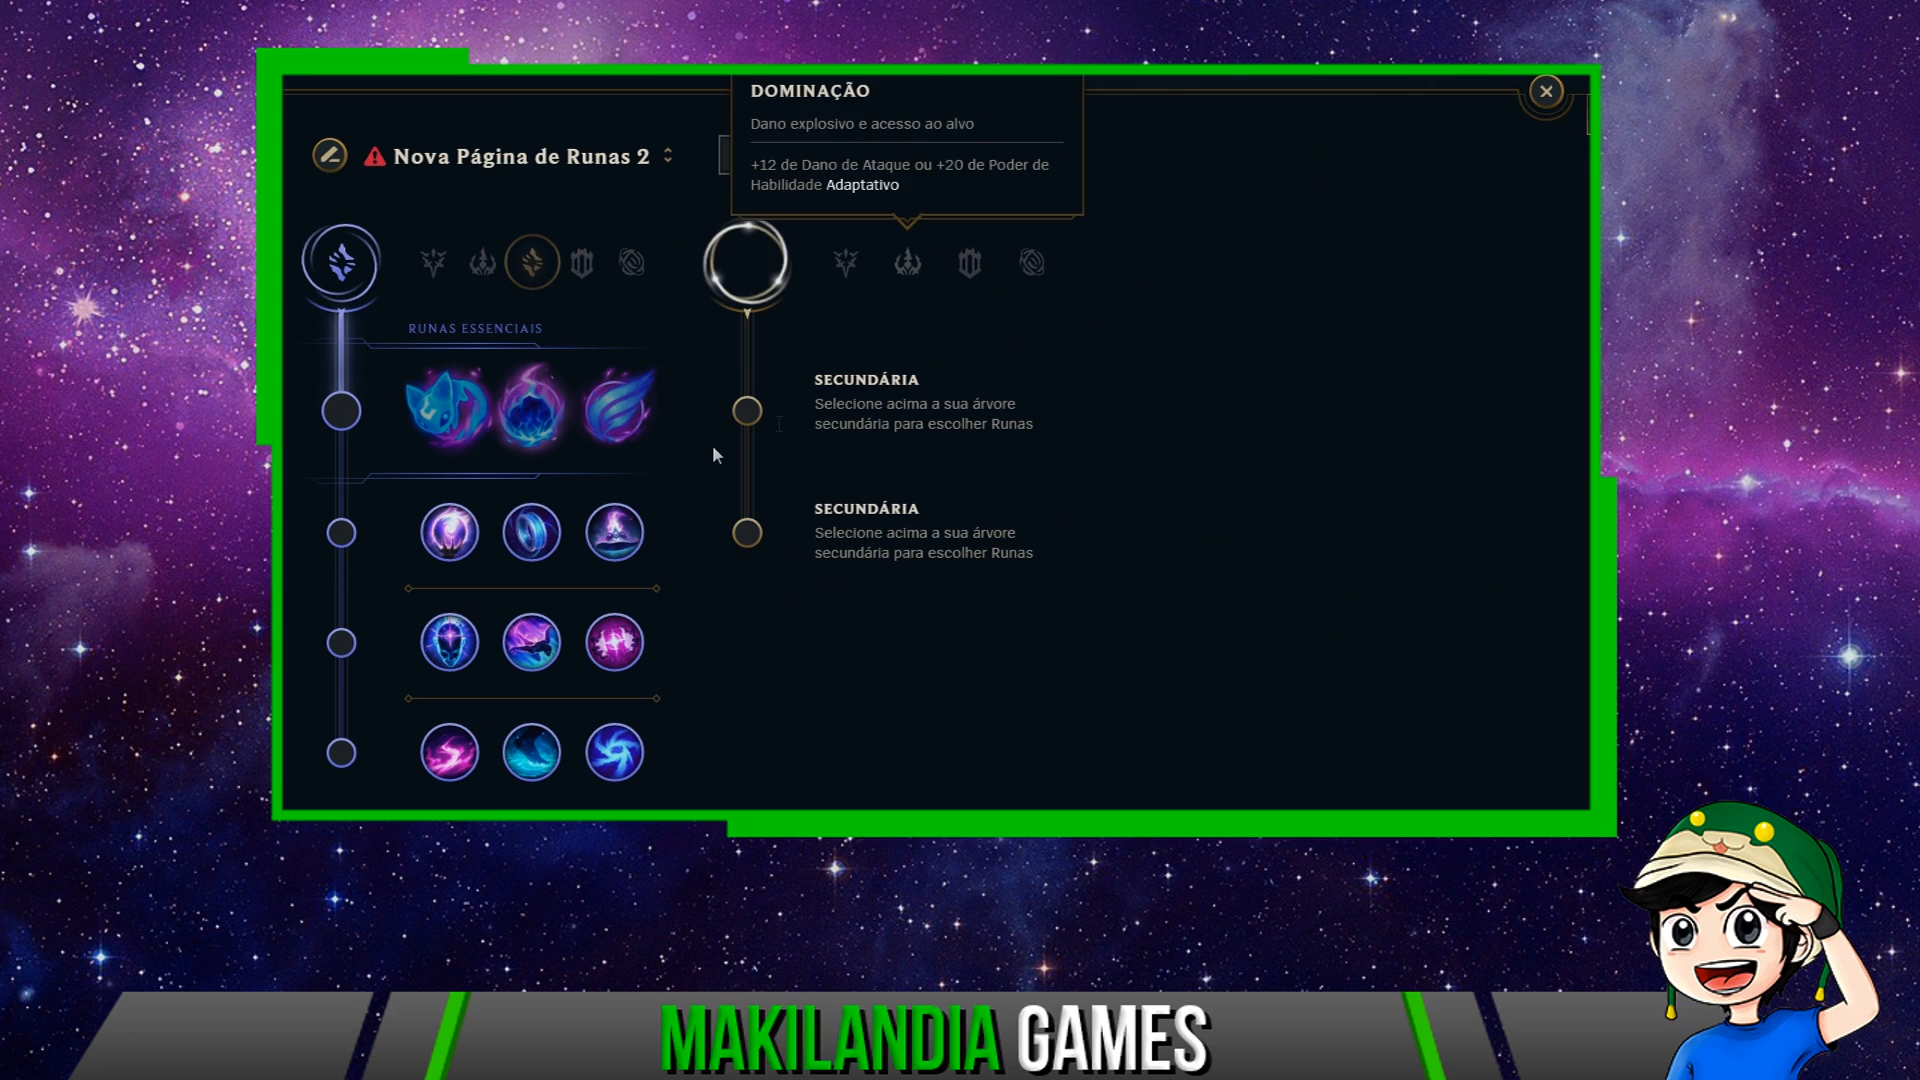 DOMINAÇÃO
Dano explosivo e acesso ao alvo
+12 de Dano de Ataque ou +20 de Poder de
Habilidade Adaptativo
Nova Página de Runas 2
RUNAS ESSENCIAIS
SECUNDÁRIA
Selecione acima a sua árvore
secundária para escolher Runas
SECUNDÁRIA
Selecione acima a sua árvore
secundária para escolher Runas
MAKILANDIA GAMES